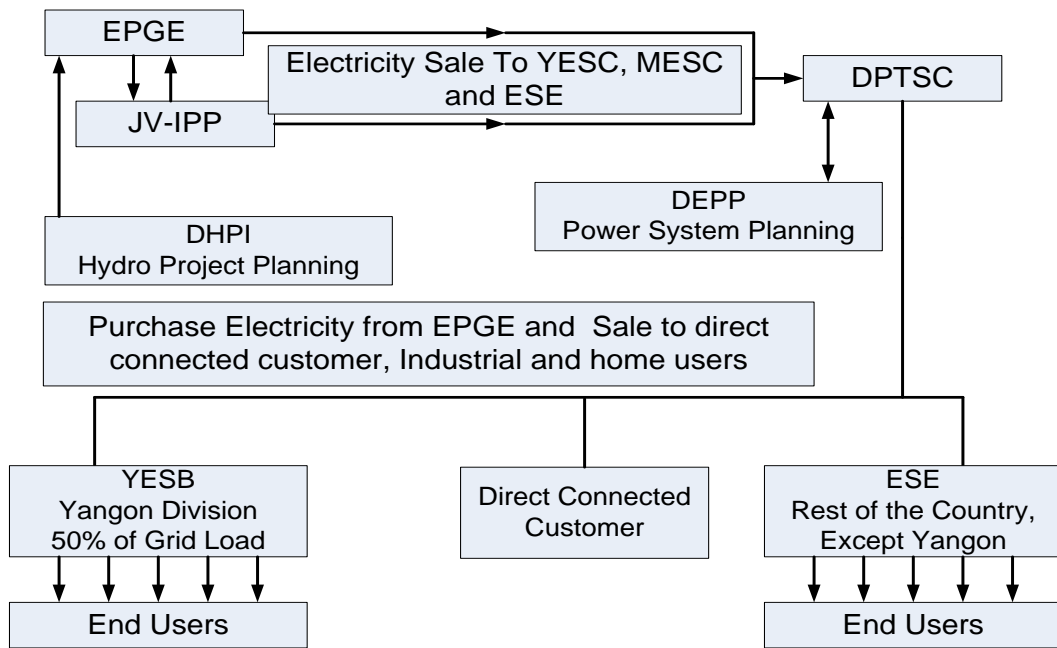 EPGE
Electricity Sale To YESC, MESC
and ESE
DPTSC
JV-IPP
DEPP
Power System Planning
DHPI
Hydro Project Planning
Purchase Electricity from EPGE and  Sale to direct
connected customer, Industrial and home users
YESB
Yangon Division
50% of Grid Load
Direct Connected
Customer
ESE
Rest of the Country,
Except Yangon
End Users
End Users